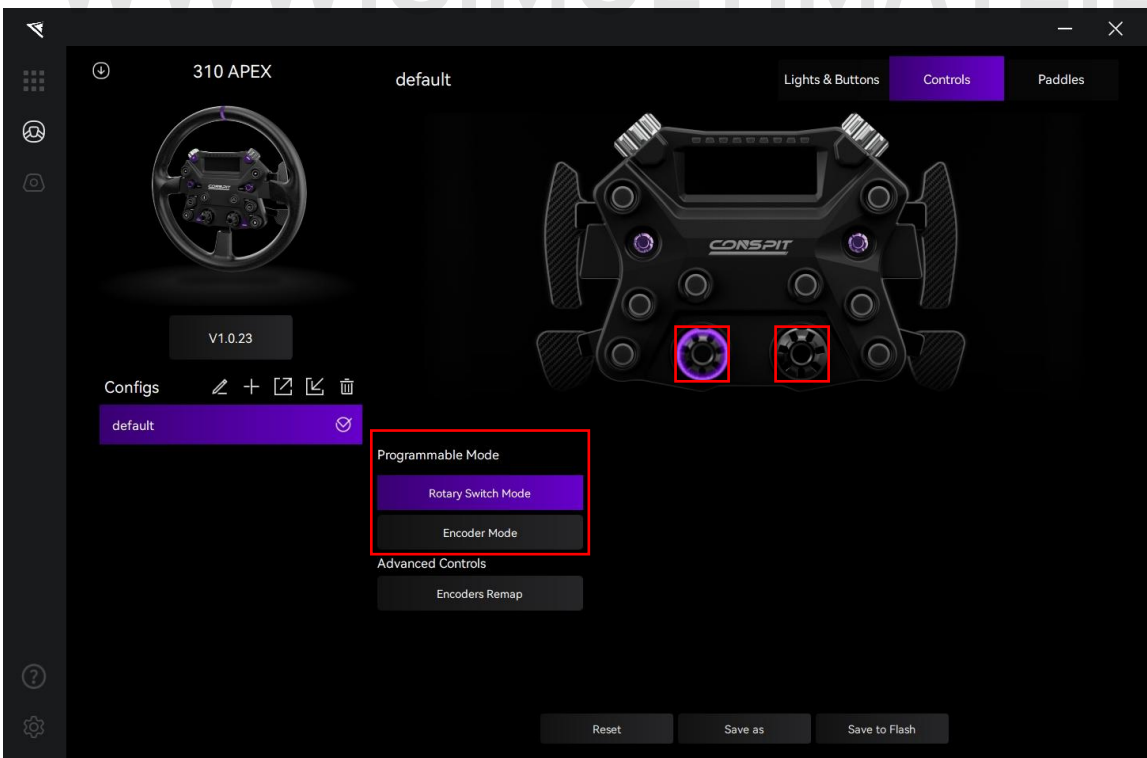 310 APEX
default
Lights & Buttons
Controls
Paddles
CONSPIT
V1.0.23
Configs
default
Programmable Mode
Rotary Switch Mode
Encoder Mode
Advanced Controls
Encoders Remap
Reset
Save as
Save to Flash